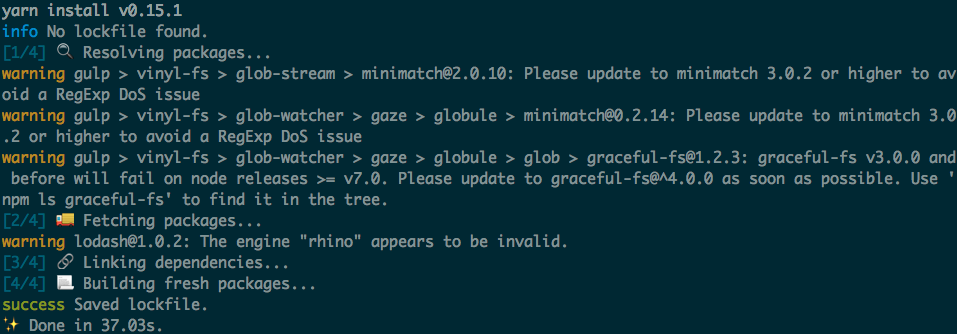 yarn install v0.15.1
info No lockfile found.
[1/4] 🔍 Resolving packages...
warning gulp > vinyl-fs > glob-stream > minimatch@2.0.10: Please update to minimatch 3.0.2 or higher to av
oid a RegExp DoS issue
warning gulp > vinyl-fs > glob-watcher > gaze > globule > minimatch@0.2.14: Please update to minimatch 3.0
.2 or higher to avoid a RegExp DoS issue
warning gulp > vinyl-fs > glob-watcher > gaze > globule > glob > graceful-fs@1.2.3: graceful-fs v3.0.0 and
 before will fail on node releases >= v7.0. Please update to graceful-fs@^4.0.0 as soon as possible. Use '
npm ls graceful-fs' to find it in the tree.
[2/4] 🚚 Fetching packages...
warning lodash@1.0.2: The engine "rhino" appears to be invalid.
[3/4] 🔗 Linking dependencies...
[4/4] 📃 Building fresh packages...
success Saved lockfile.
✨ Done in 37.03s.